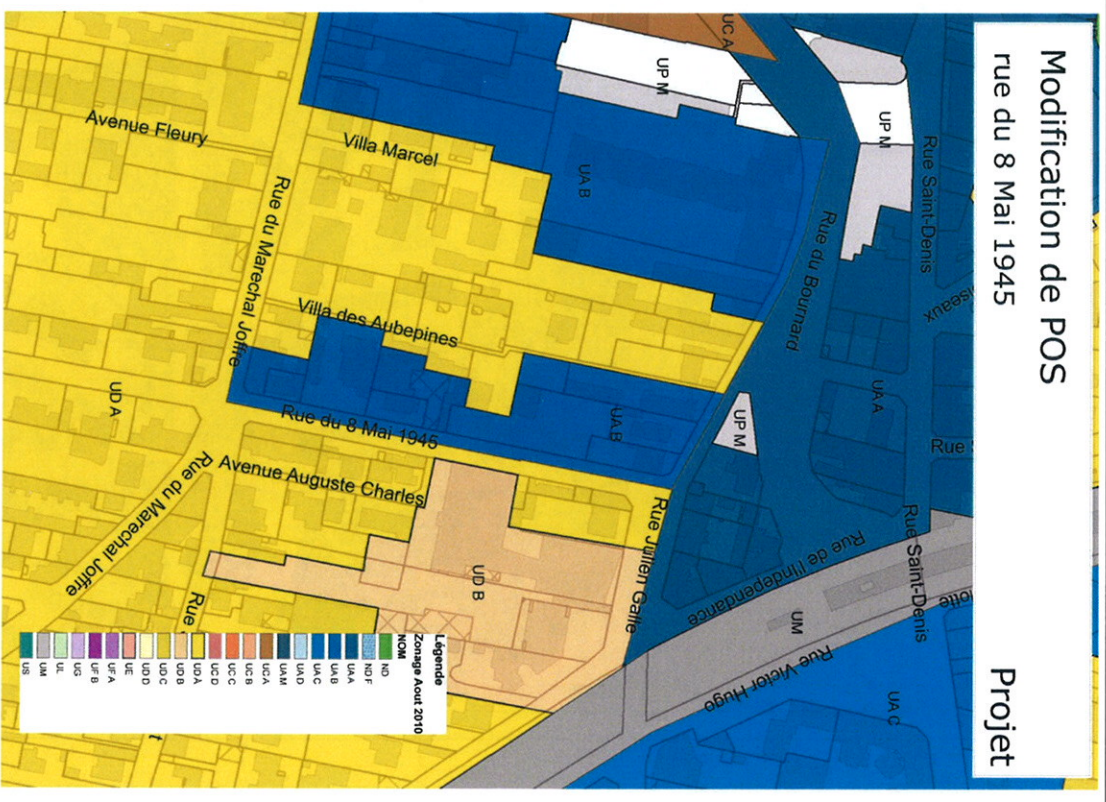 Modification de POS
rue du 8 Mai 1945
Projet
UC A
UP M
UP M
Rue Saint-Denis
UA B
Rue du Bournard
Villa Marcel
Avenue Fleury
Rue du Marechal Joffre
Villa des Aubepines
UA A
UP M
UA B
Rue du 8 Mai 1945
UD A
Avenue Auguste Charles
Rue du Marechal Joffre
Rue Julien Galle
Rue de l'Independance
Rue Saint-Denis
Rue
UD B
UM
Rue Victor Hugo
UA C
Rue
Légende
Zonage Aout 2010
NOM
ND
ND F
UA A
UA B
UA C
UA D
UA M
UC A
UC B
UC C
UC D
UD A
UD B
UD C
UD D
UE
UF A
UF B
UG
UL
UM
US